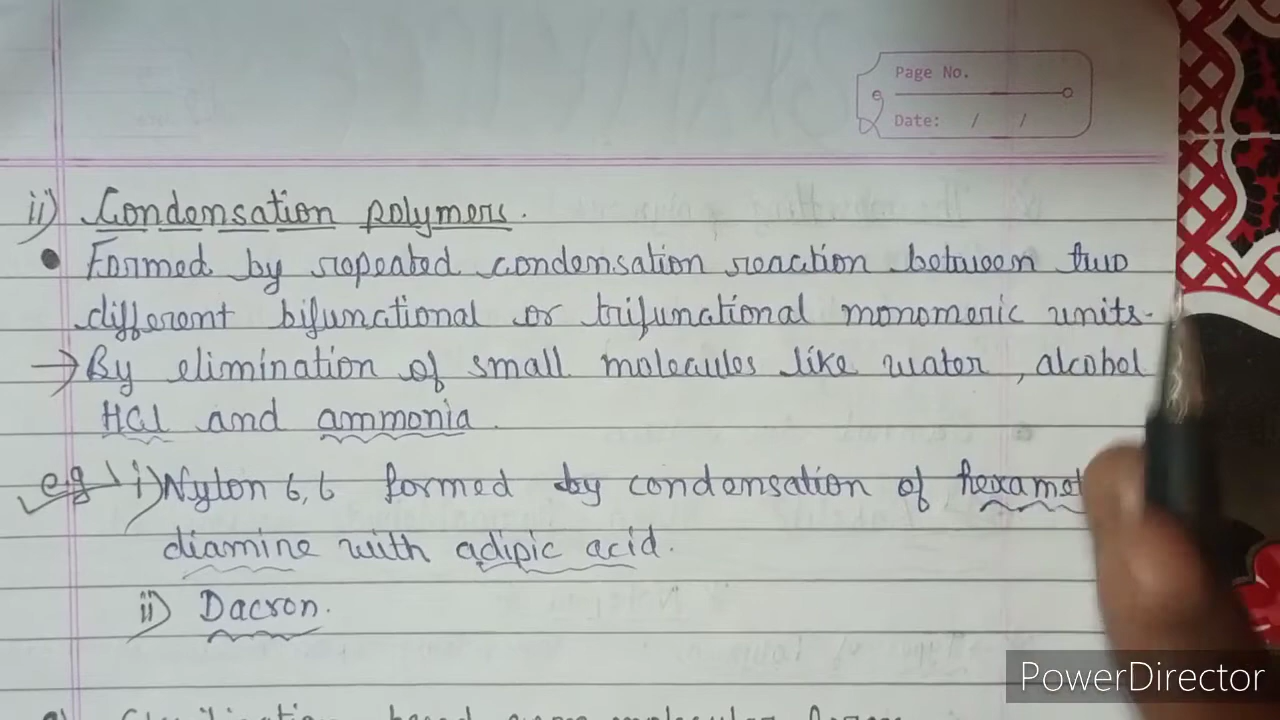 Page No.
Date: / /
ii) Condensation polymers.
• Formed by repeated condensation reaction between two
different bifunctional or trifunctional monomeric units.
→ By elimination of small molecules like water, alcohol
HCl and ammonia.
eg i) Nylon 6,6 formed by condensation of hexamet
diamine with adipic acid.
ii) Dacron.
based
PowerDirector